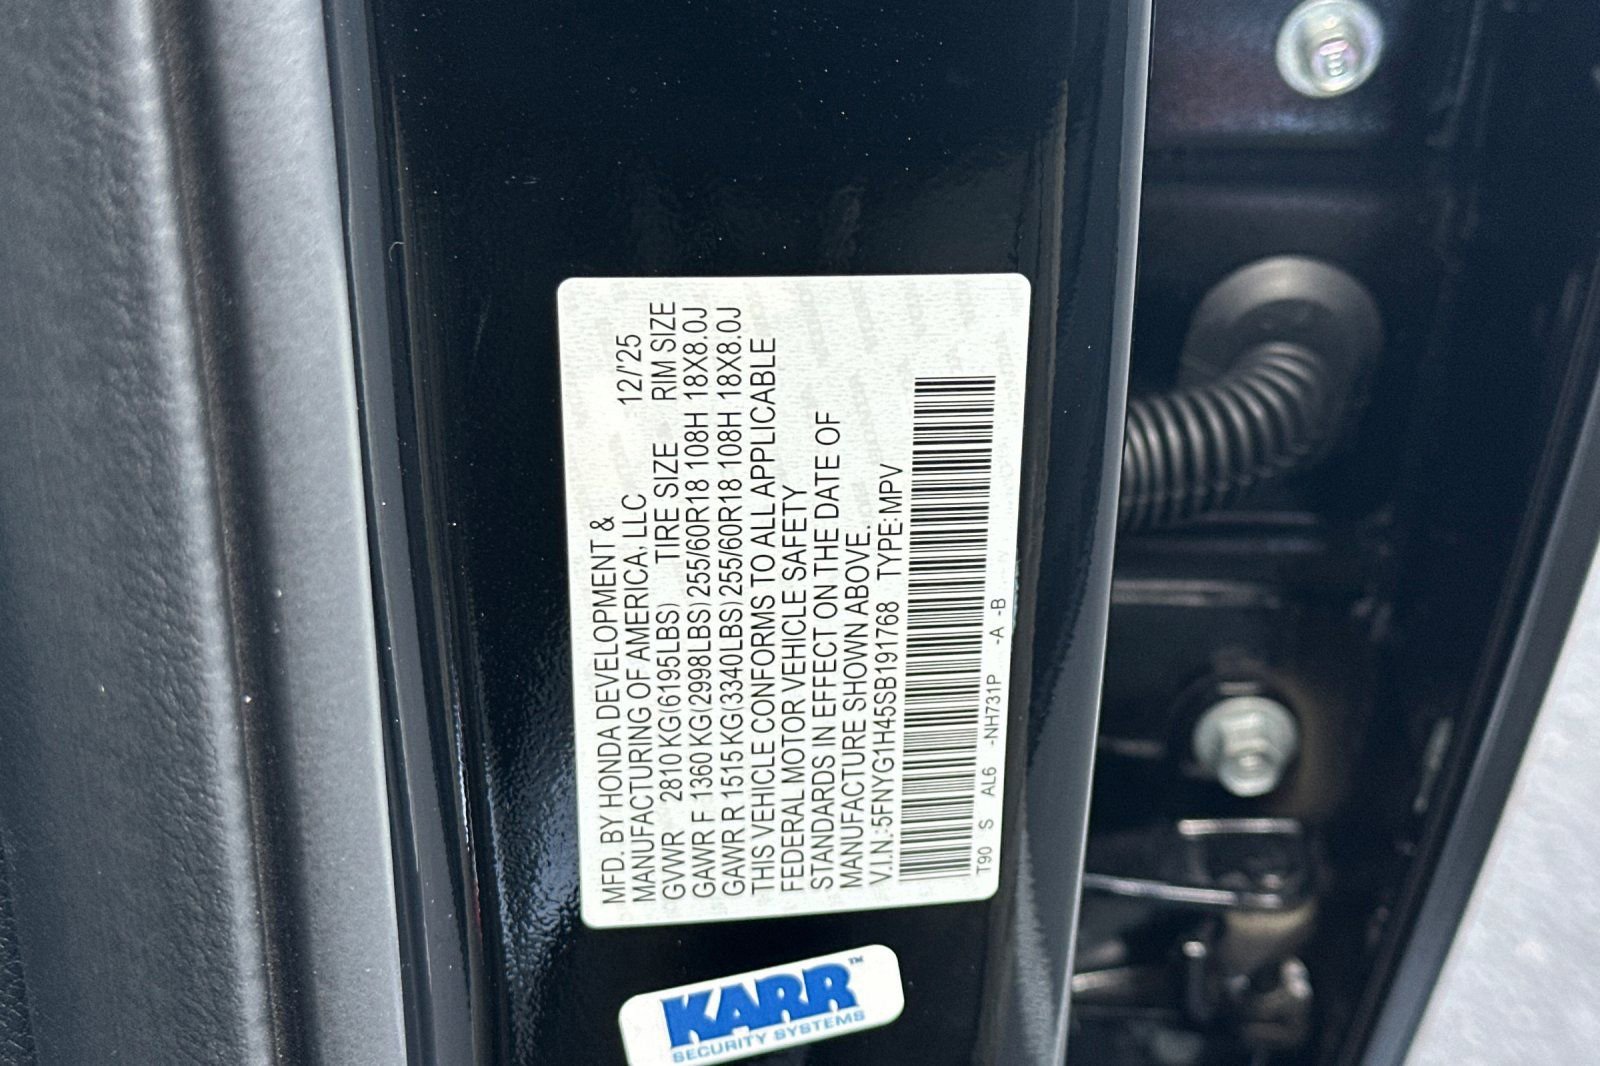 MFD. BY HONDA DEVELOPMENT &
MANUFACTURING OF AMERICA, LLC 12/'25
GVWR 2810 KG(6195LBS) TIRE SIZE RIM SIZE
GAWR F 1360 KG(2998LBS) 255/60R18 108H 18X8.0J
GAWR R 1515 KG(3340LBS) 255/60R18 108H 18X8.0J
THIS VEHICLE CONFORMS TO ALL APPLICABLE
FEDERAL MOTOR VEHICLE SAFETY
STANDARDS IN EFFECT ON THE DATE OF
MANUFACTURE SHOWN ABOVE.
V.I.N.:5FNYG1H45SB191768 TYPE:MPV
T90 S AL6 -NH731P -A -B
KARR™
SECURITY SYSTEMS